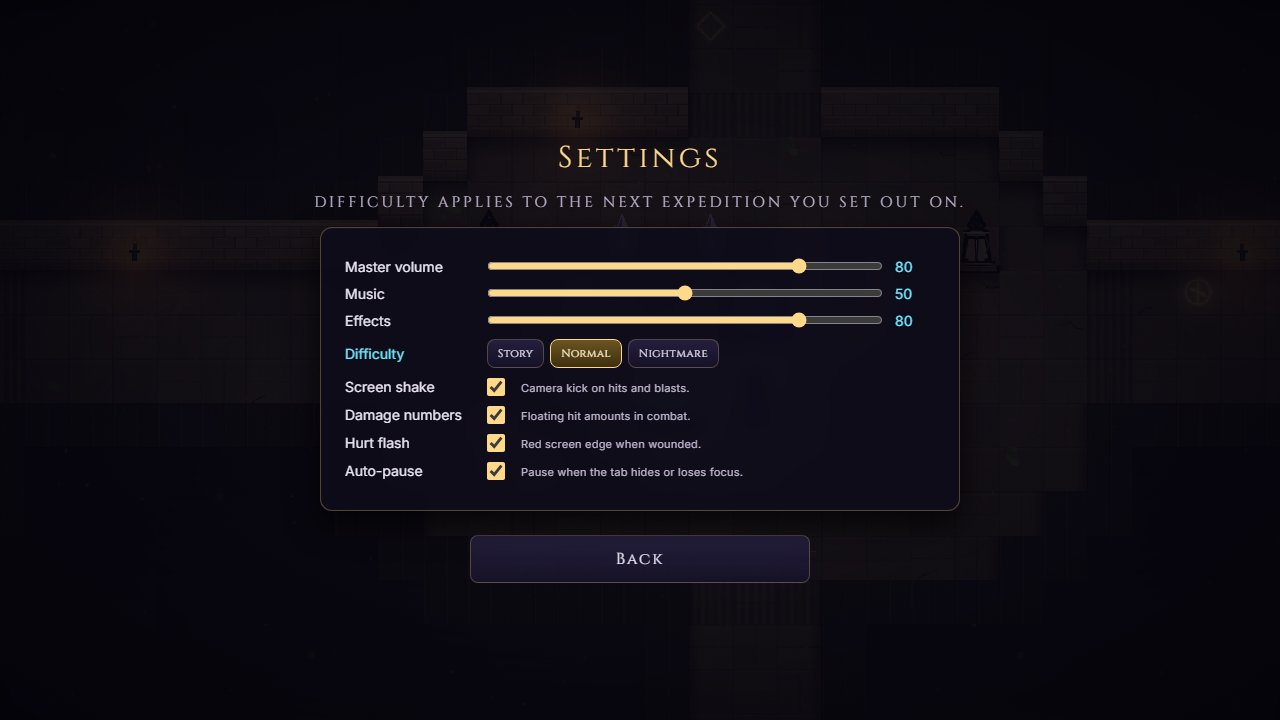 Settings
Difficulty applies to the next expedition you set out on.
Master volume 80
Music 50
Effects 80
Difficulty Story Normal Nightmare
Screen shake Camera kick on hits and blasts.
Damage numbers Floating hit amounts in combat.
Hurt flash Red screen edge when wounded.
Auto-pause Pause when the tab hides or loses focus.
Back